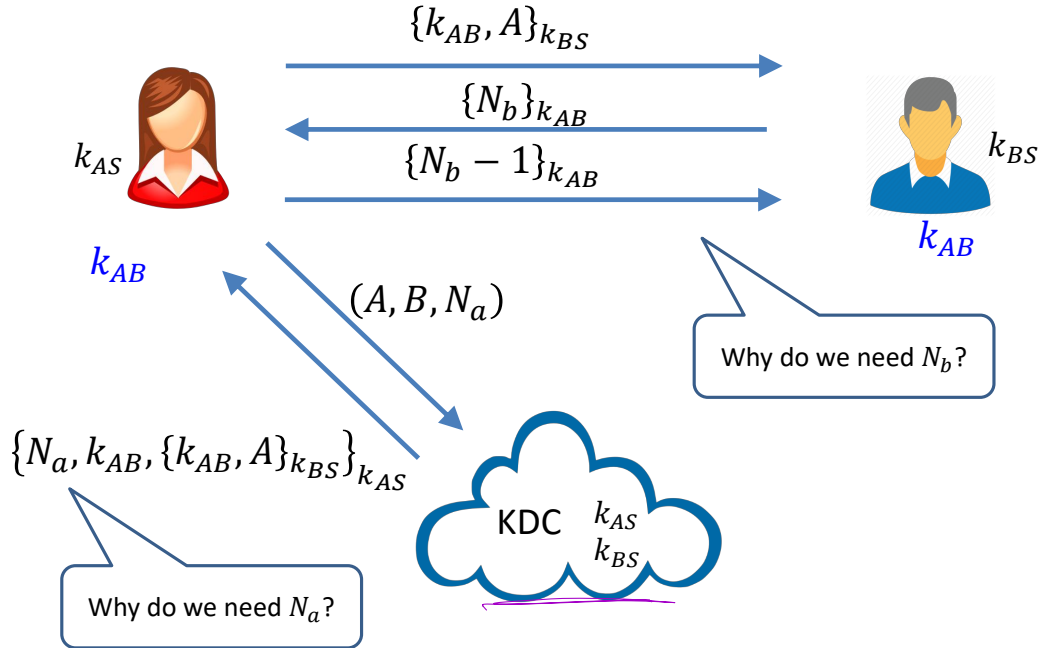 {k_AB, A}_k_BS
{N_b}_k_AB
k_AS
{N_b − 1}_k_AB
k_BS
k_AB
k_AB
(A, B, N_a)
Why do we need N_b?
{N_a, k_AB, {k_AB, A}_k_BS}_k_AS
KDC k_AS
k_BS
Why do we need N_a?